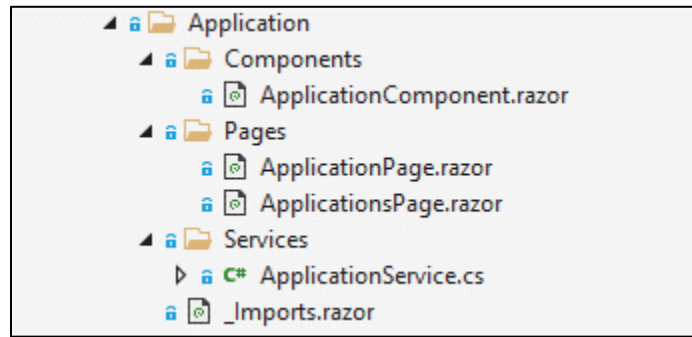 Application
Components
ApplicationComponent.razor
Pages
ApplicationPage.razor
ApplicationsPage.razor
Services
C# ApplicationService.cs
_Imports.razor